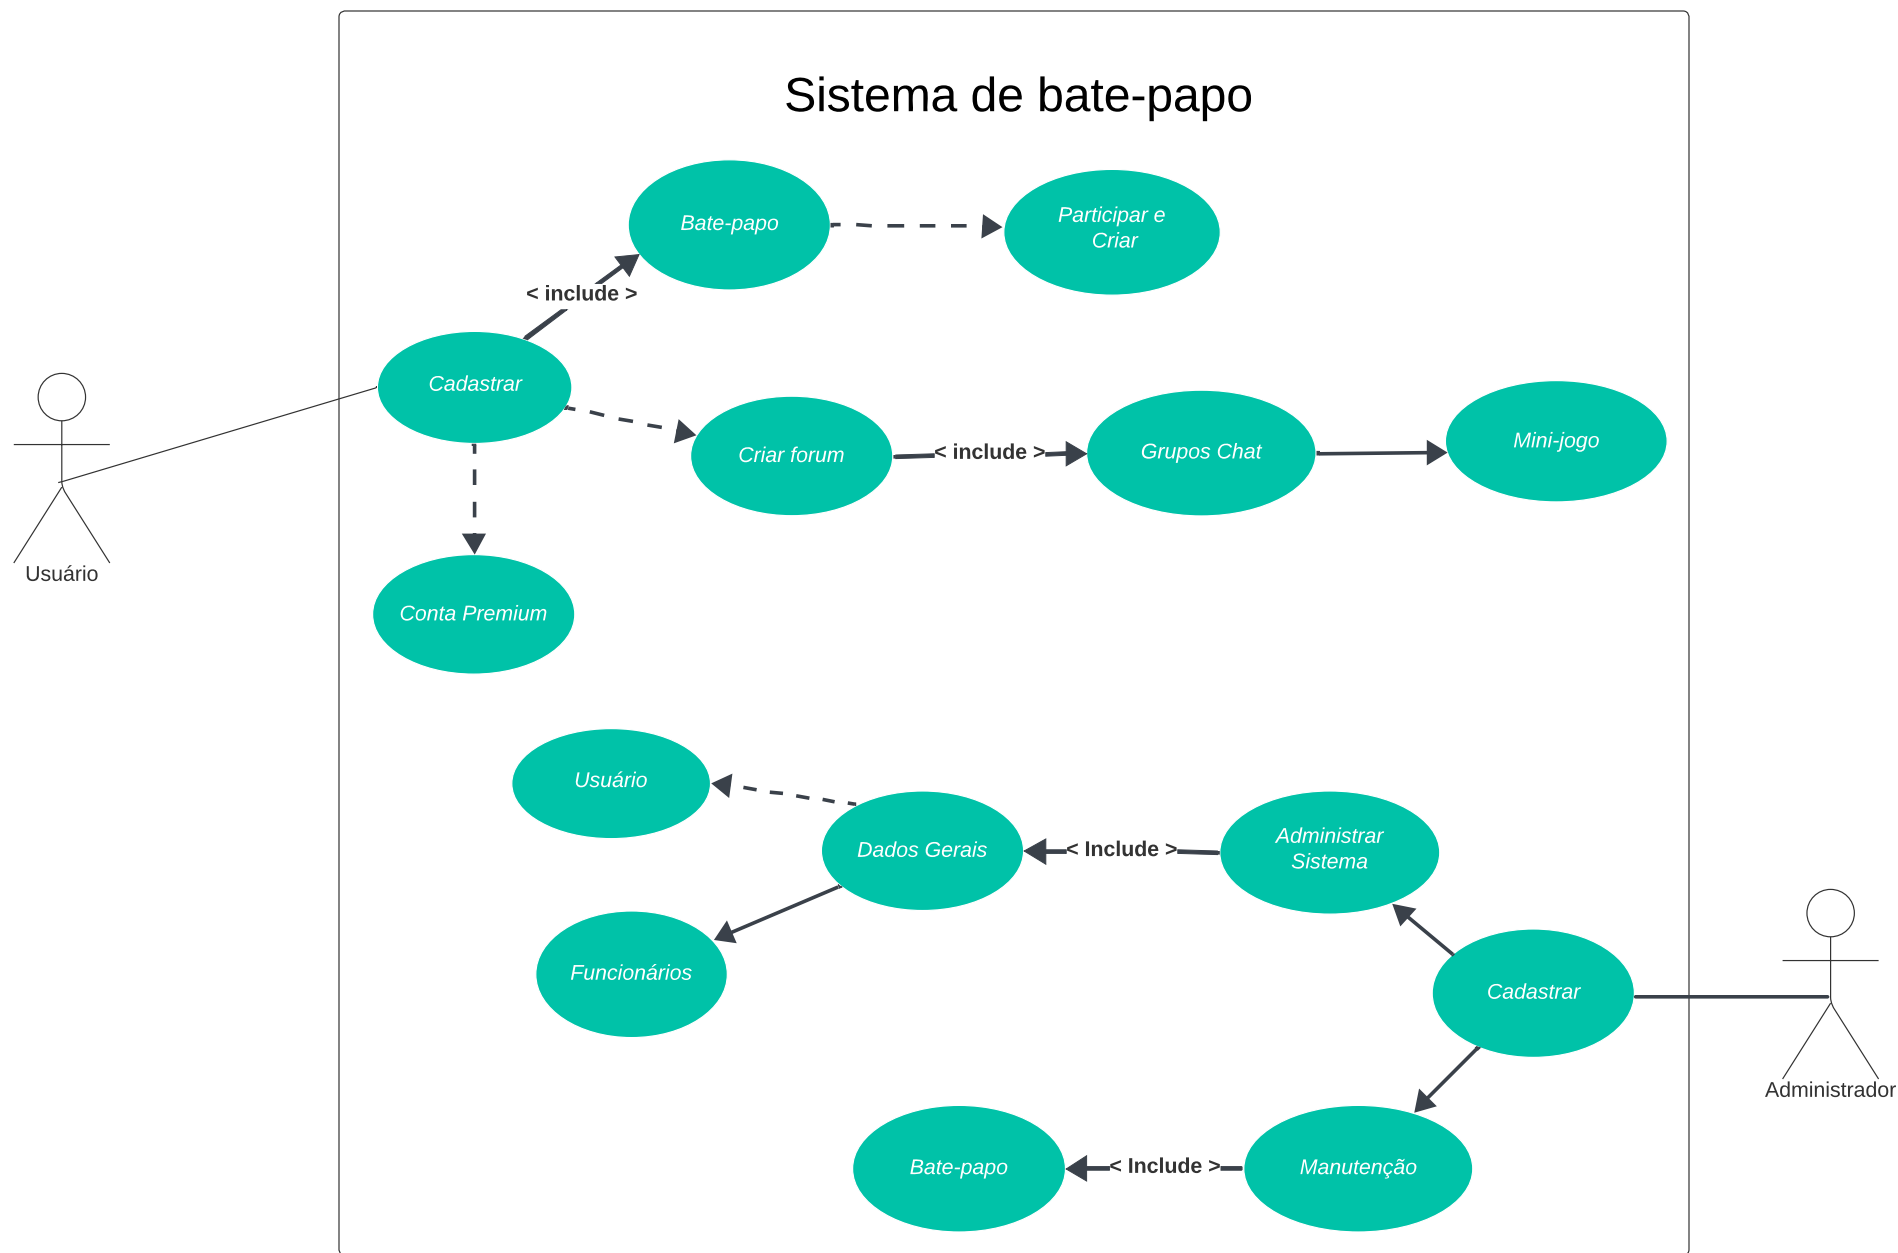 Sistema de bate-papo
Bate-papo
Participar e
Criar
< include >
Cadastrar
Criar forum
< include >
Grupos Chat
Mini-jogo
Usuário
Conta Premium
Usuário
Dados Gerais
< Include >
Administrar
Sistema
Funcionários
Cadastrar
Administrador
Bate-papo
< Include >
Manutenção